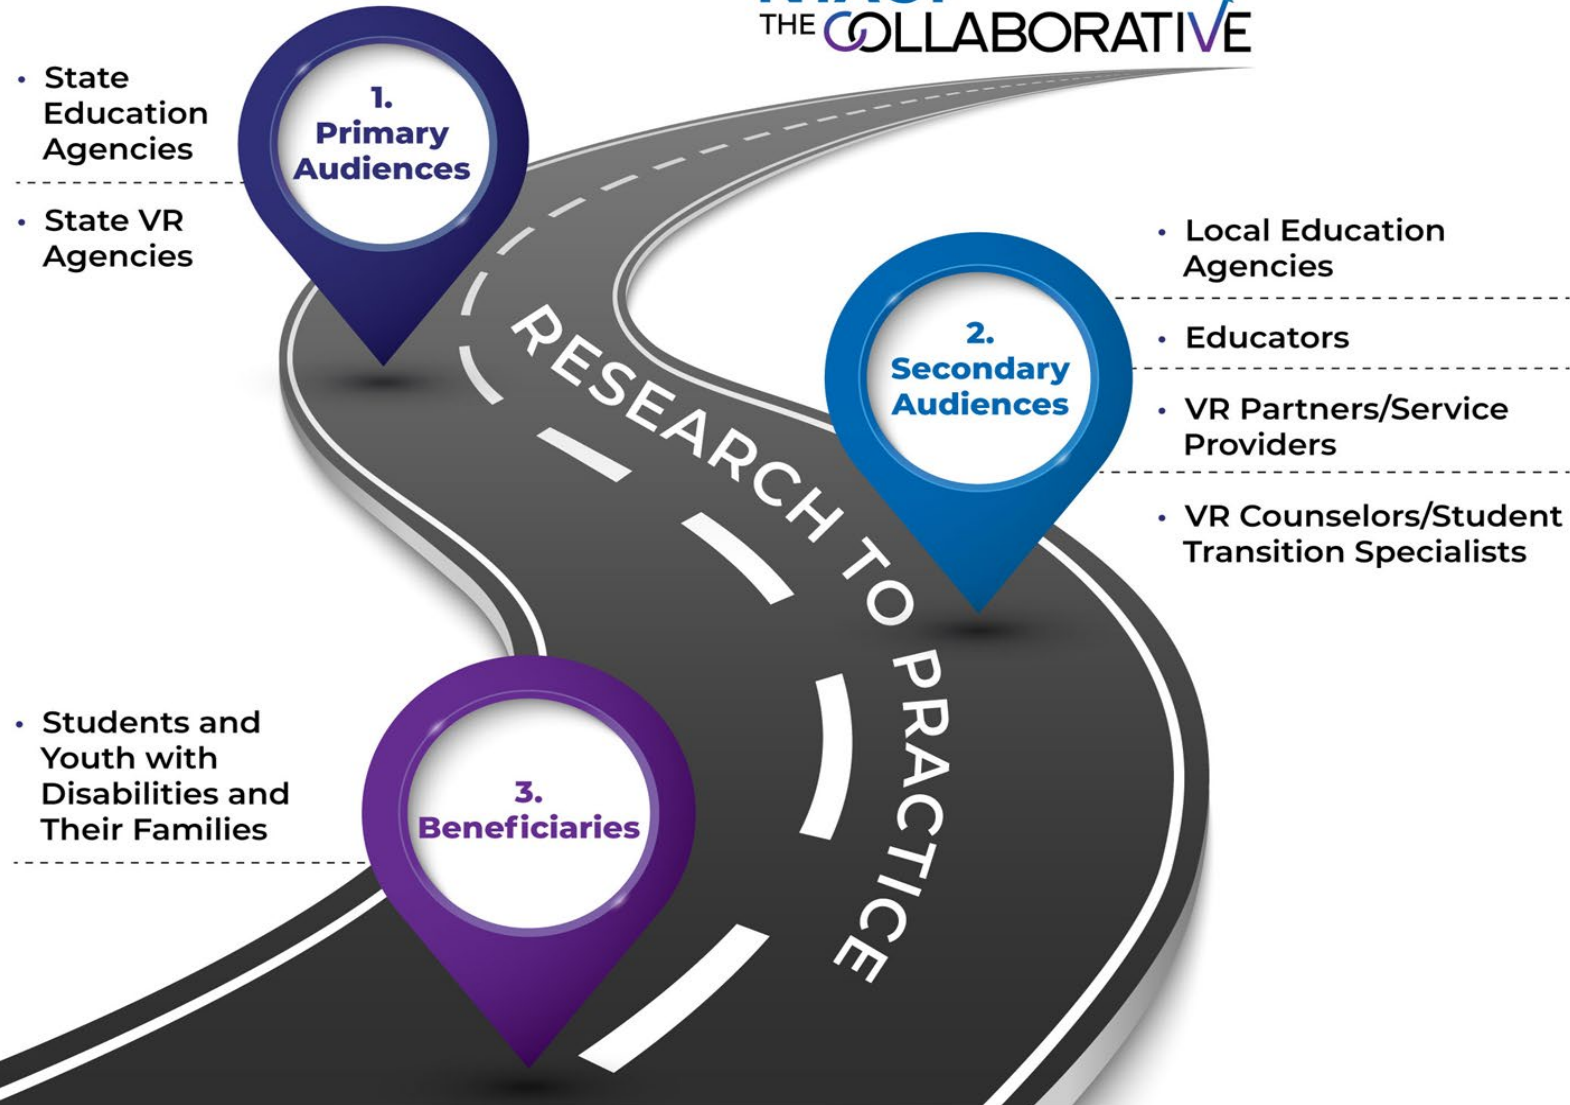 THE COLLABORATIVE
• State
Education
Agencies
• State VR
Agencies
1.
Primary
Audiences
2.
Secondary
Audiences
• Local Education
Agencies
• Educators
• VR Partners/Service
Providers
• VR Counselors/Student
Transition Specialists
RESEARCH TO PRACTICE
• Students and
Youth with
Disabilities and
Their Families
3.
Beneficiaries